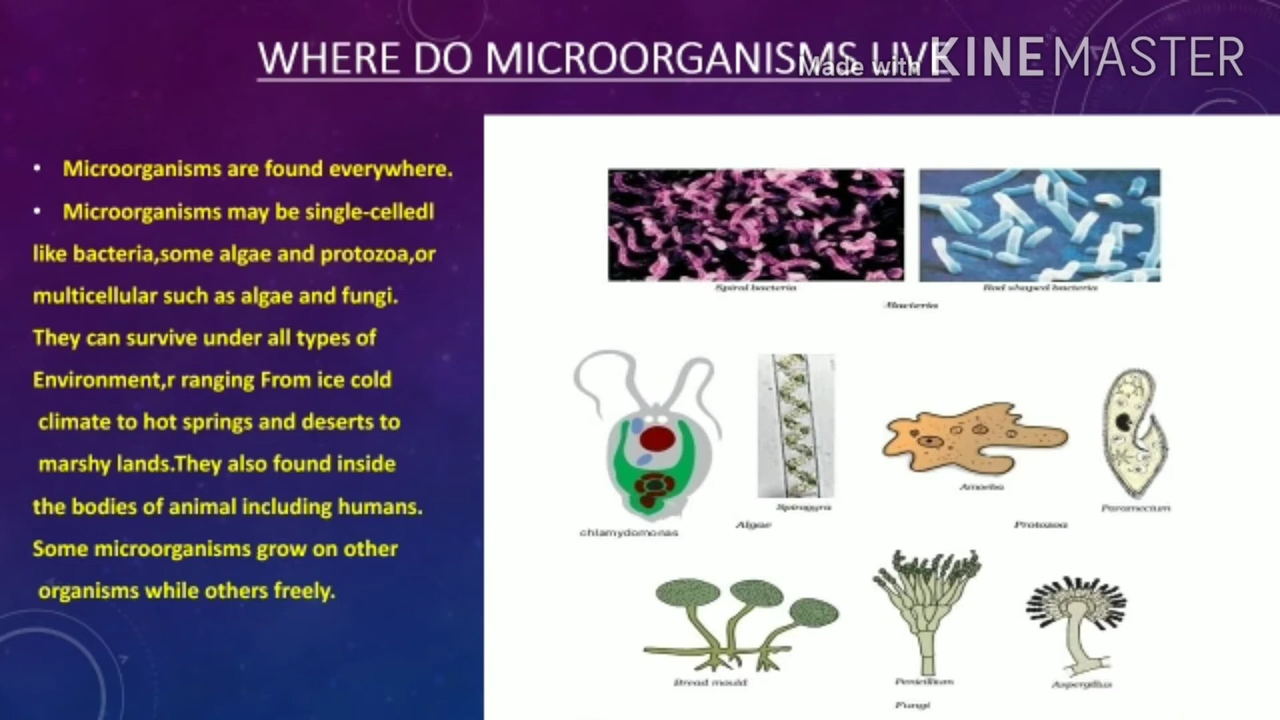 WHERE DO MICROORGANISMS LIVE
Made with KINEMASTER
• Microorganisms are found everywhere.
• Microorganisms may be single-celledl
like bacteria,some algae and protozoa,or
multicellular such as algae and fungi.
They can survive under all types of
Environment,r ranging From ice cold
climate to hot springs and deserts to
marshy lands.They also found inside
the bodies of animal including humans.
Some microorganisms grow on other
organisms while others freely.
Spiral bacteria
Rod shaped bacteria
Bacteria
chlamydomonas
Spirogyra
Algae
Amoeba
Paramecium
Protozoa
Bread mould
Penicillium
Aspergillus
Fungi